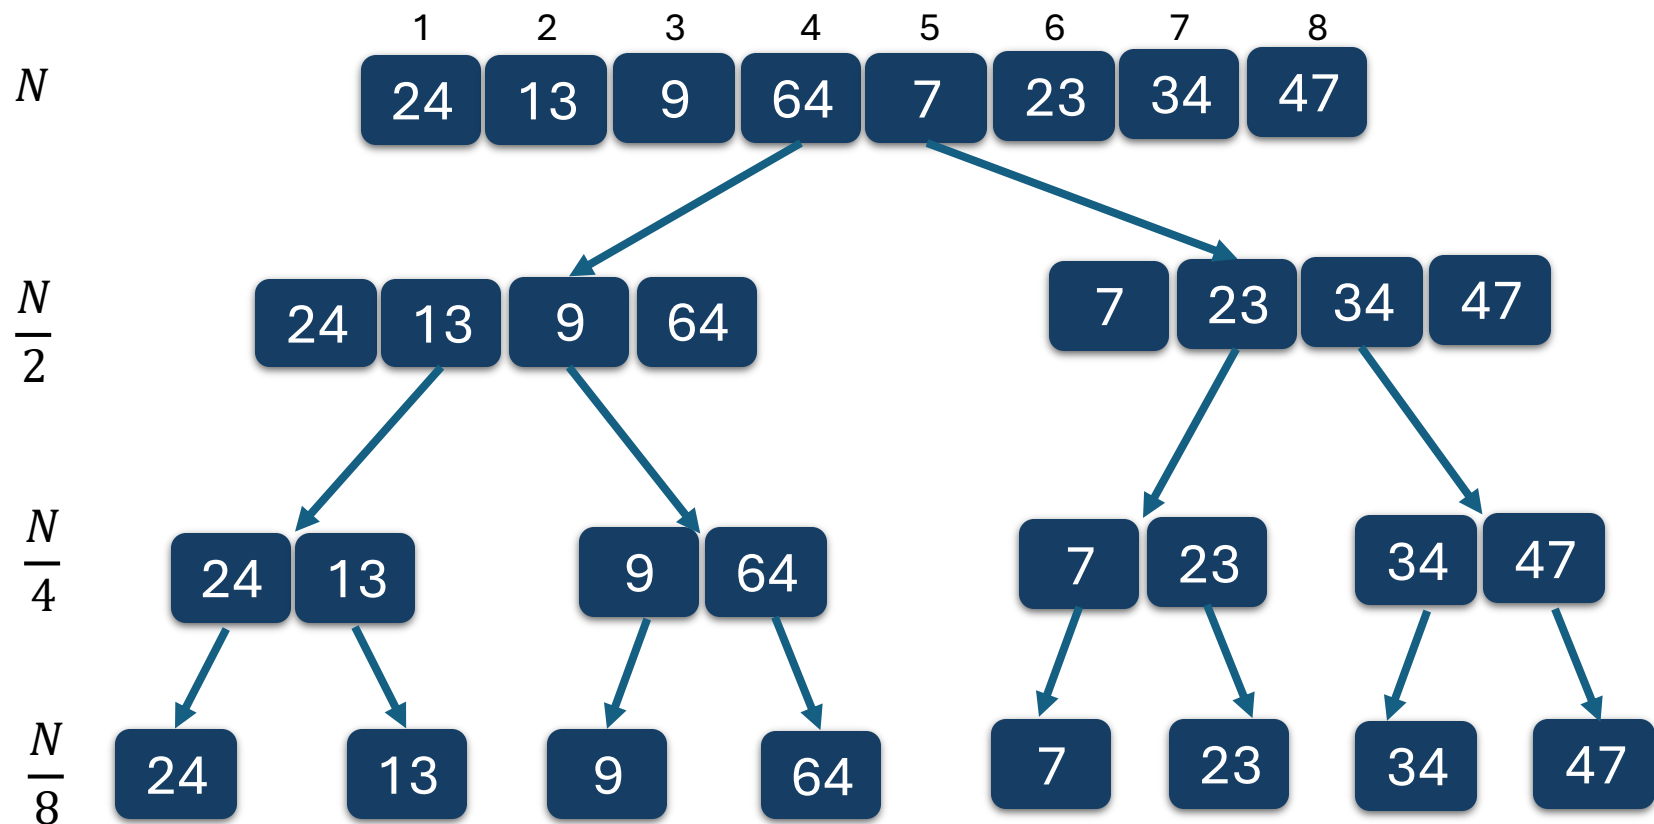 1 2 3 4 5 6 7 8
N 24 13 9 64 7 23 34 47
N/2 24 13 9 64 7 23 34 47
N/4 24 13 9 64 7 23 34 47
N/8 24 13 9 64 7 23 34 47